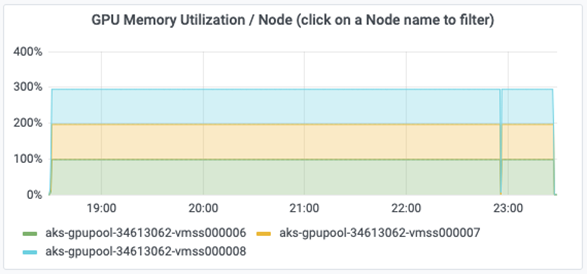 GPU Memory Utilization / Node (click on a Node name to filter)
400%
300%
200%
100%
0%
19:00 20:00 21:00 22:00 23:00
aks-gpupool-34613062-vmss000006 aks-gpupool-34613062-vmss000007
aks-gpupool-34613062-vmss000008